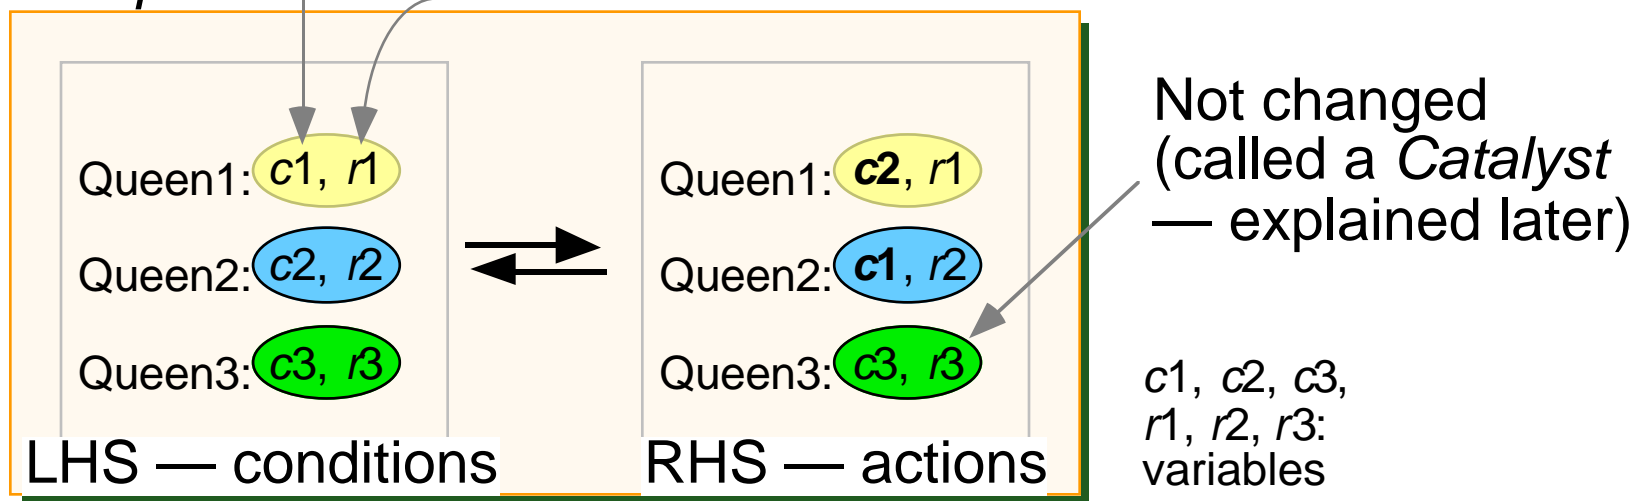 Queen1: c1, r1
Queen2: c2, r2
Queen3: c3, r3
LHS — conditions
Queen1: c2, r1
Queen2: c1, r2
Queen3: c3, r3
RHS — actions
Not changed
(called a Catalyst
— explained later)
c1, c2, c3,
r1, r2, r3:
variables